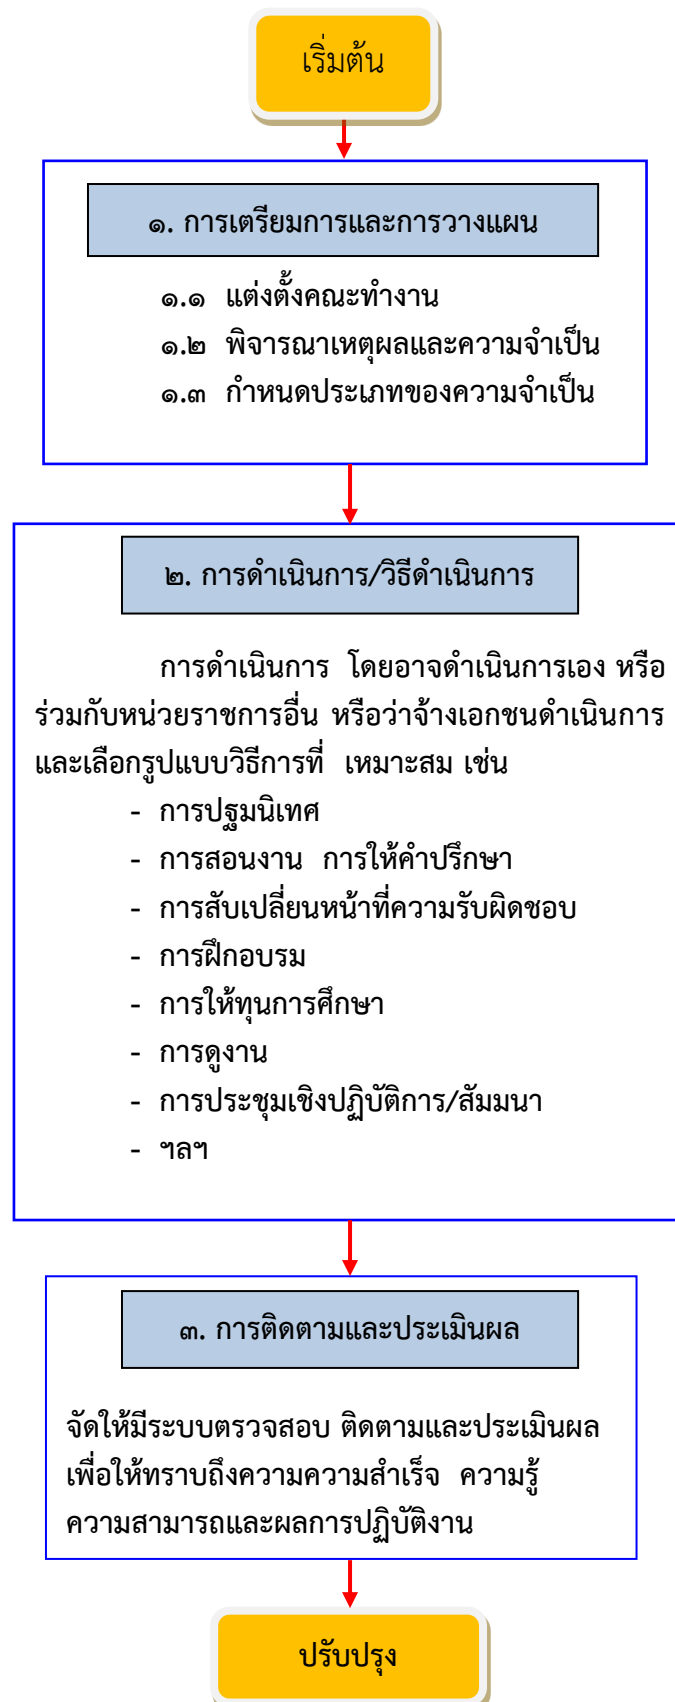 เริ่มต้น
๑. การเตรียมการและการวางแผน
๑.๑ แต่งตั้งคณะทำงาน
๑.๒ พิจารณาเหตุผลและความจำเป็น
๑.๓ กำหนดประเภทของความจำเป็น
๒. การดำเนินการ/วิธีดำเนินการ
การดำเนินการ โดยอาจดำเนินการเอง หรือ
ร่วมกับหน่วยราชการอื่น หรือว่าจ้างเอกชนดำเนินการ
และเลือกรูปแบบวิธีการที่ เหมาะสม เช่น
- การปฐมนิเทศ
- การสอนงาน การให้คำปรึกษา
- การสับเปลี่ยนหน้าที่ความรับผิดชอบ
- การฝึกอบรม
- การให้ทุนการศึกษา
- การดูงาน
- การประชุมเชิงปฏิบัติการ/สัมมนา
- ฯลฯ
๓. การติดตามและประเมินผล
จัดให้มีระบบตรวจสอบ ติดตามและประเมินผล
เพื่อให้ทราบถึงความความสำเร็จ ความรู้
ความสามารถและผลการปฏิบัติงาน
ปรับปรุง